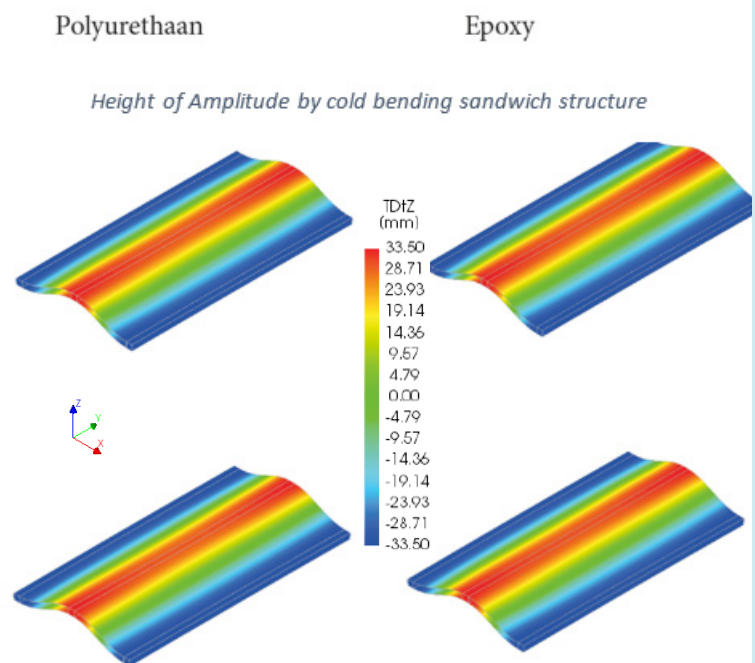 Polyurethaan
Epoxy
Height of Amplitude by cold bending sandwich structure
TDtZ
(mm)
33.50
28.71
23.93
19.14
14.36
9.57
4.79
0.00
-4.79
-9.57
-14.36
-19.14
-23.93
-28.71
-33.50
Z
Y
X